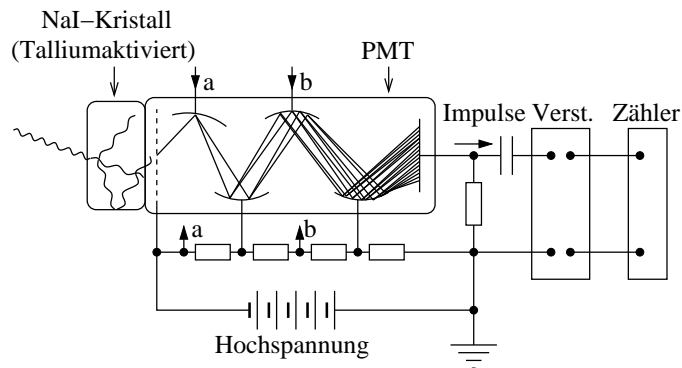 NaI−Kristall
(Talliumaktiviert)
PMT
a
b
Impulse
Verst.
Zähler
a
b
Hochspannung